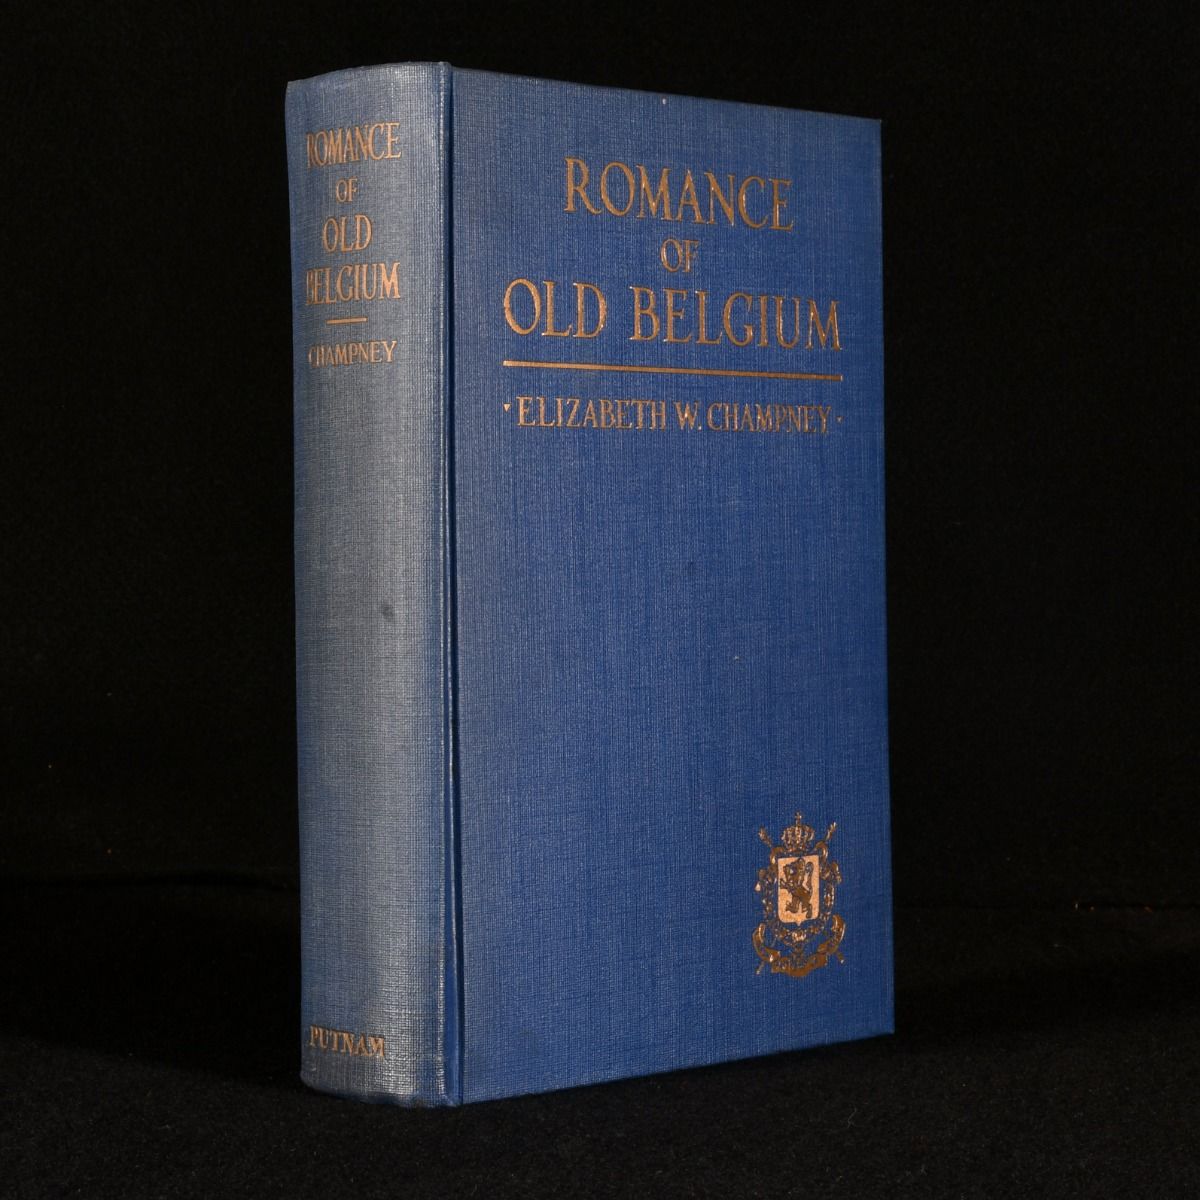 ROMANCE
OF
OLD
BELGIUM
CHAMPNEY
PUTNAM
ROMANCE
OF
OLD BELGIUM
ELIZABETH W. CHAMPNEY